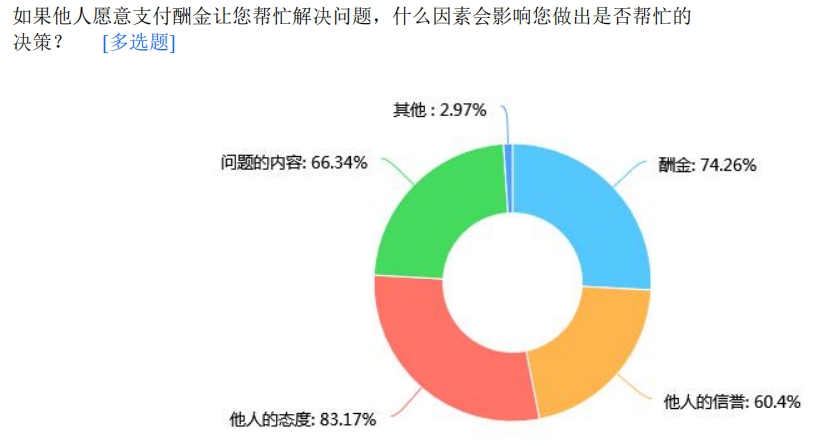 如果他人愿意支付酬金让您帮忙解决问题，什么因素会影响您做出是否帮忙的
决策？ [多选题]
其他 : 2.97%
问题的内容: 66.34%
酬金: 74.26%
他人的信誉: 60.4%
他人的态度: 83.17%